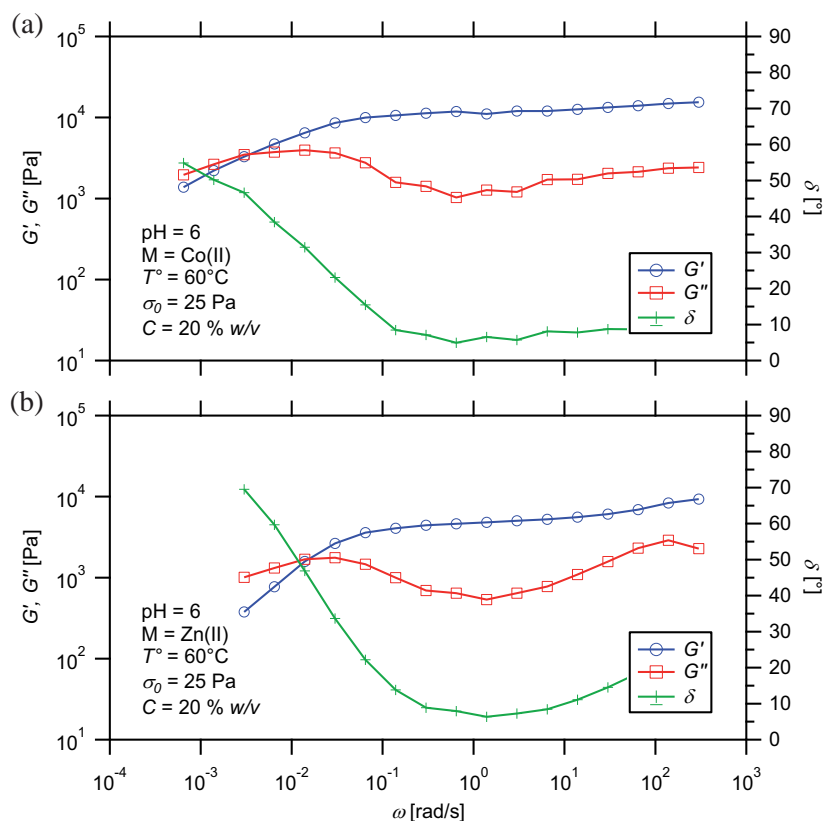 (a)
10^5
10^4
10^3
10^2
10^1
G', G'' [Pa]
90
80
70
60
50
40
30
20
10
0
δ [°]
pH = 6
M = Co(II)
T° = 60°C
σ0 = 25 Pa
C = 20 % w/v
G'
G''
δ
(b)
10^5
10^4
10^3
10^2
10^1
G', G'' [Pa]
90
80
70
60
50
40
30
20
10
0
δ [°]
pH = 6
M = Zn(II)
T° = 60°C
σ0 = 25 Pa
C = 20 % w/v
G'
G''
δ
10^-4 10^-3 10^-2 10^-1 10^0 10^1 10^2 10^3
ω [rad/s]